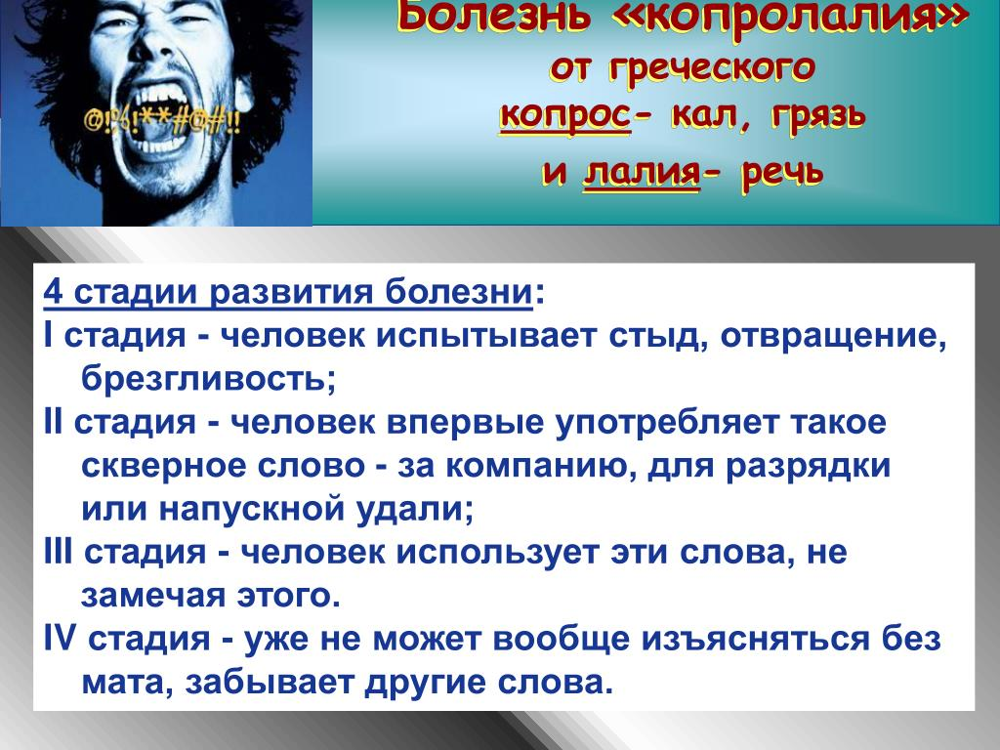 Болезнь «копролалия»
от греческого
копрос- кал, грязь
и лалия- речь
@!%!**#@#!!
4 стадии развития болезни:
I стадия - человек испытывает стыд, отвращение,
брезгливость;
II стадия - человек впервые употребляет такое
скверное слово - за компанию, для разрядки
или напускной удали;
III стадия - человек использует эти слова, не
замечая этого.
IV стадия - уже не может вообще изъясняться без
мата, забывает другие слова.